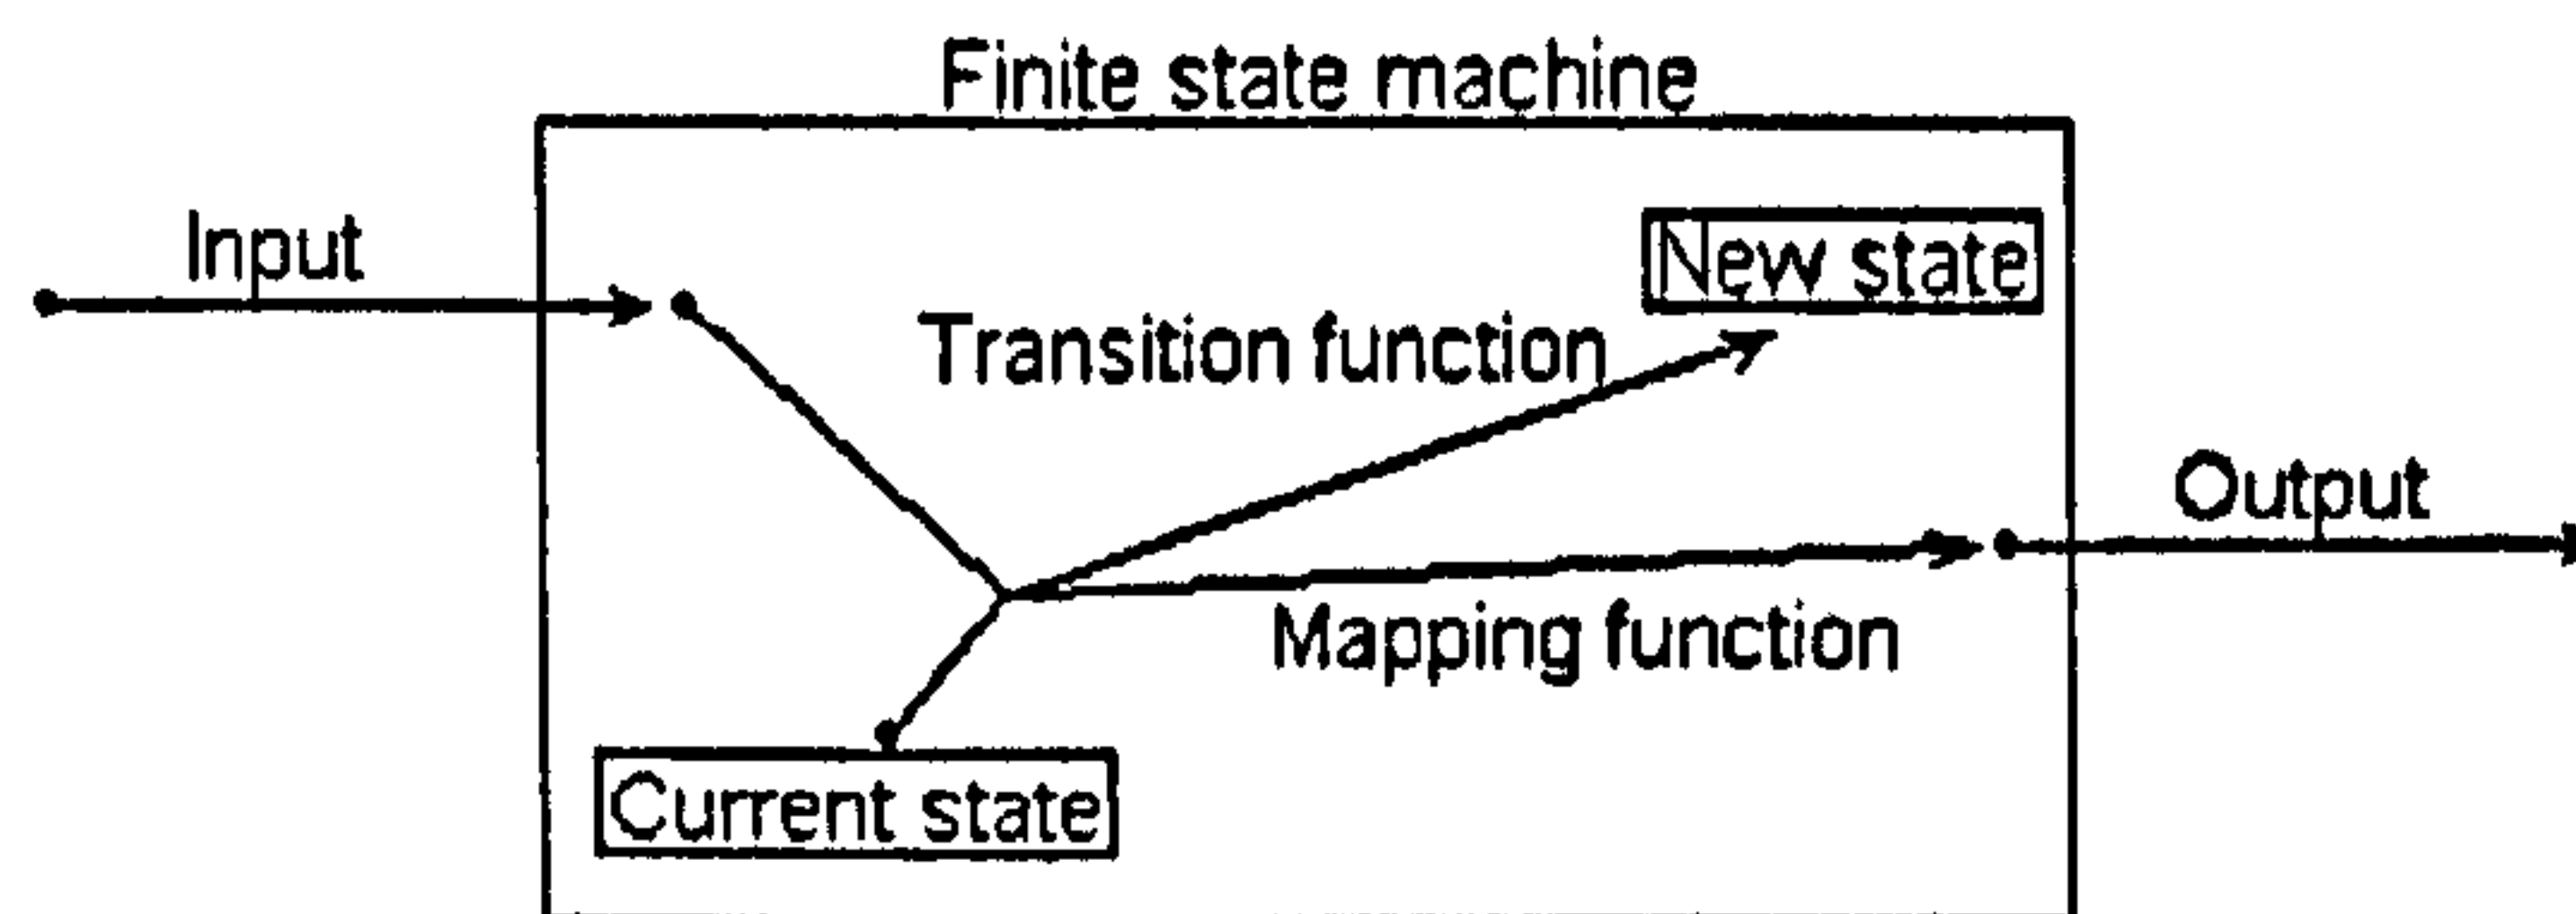 Finite state machine
Input
New state
Transition function
Output
Mapping function
Current state